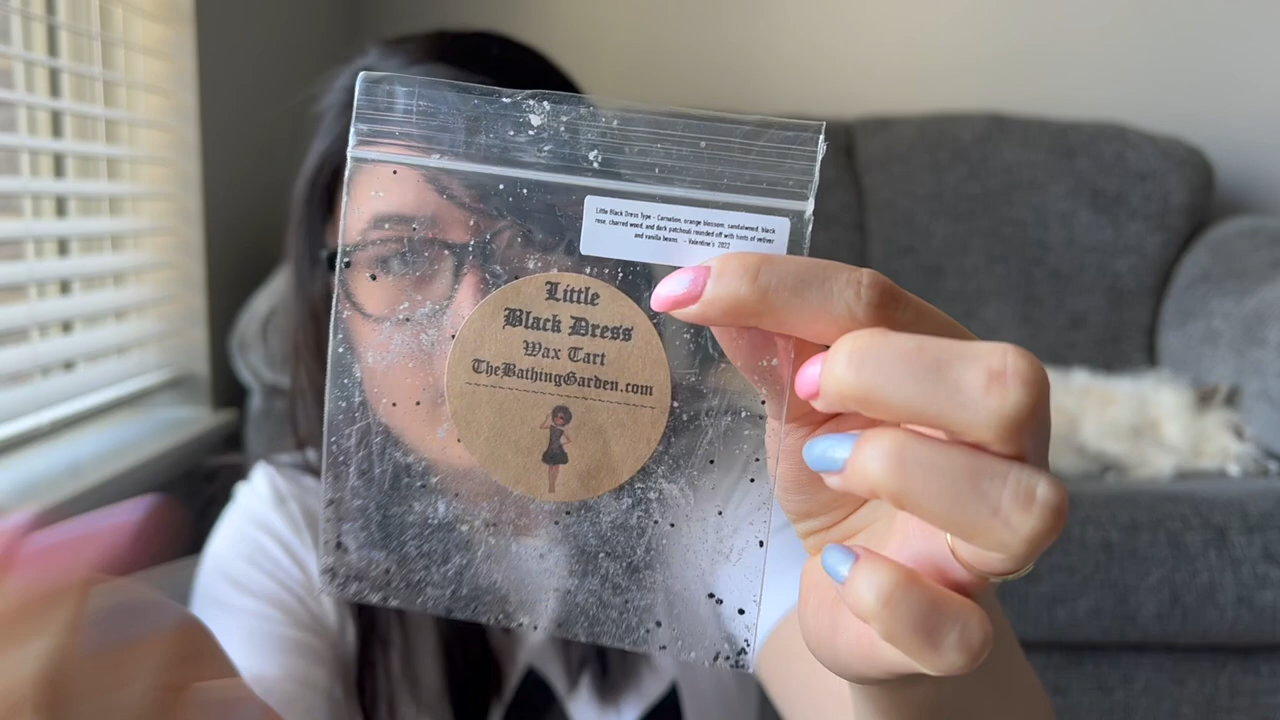 Little Black Dress Type - Carnation, orange blossom, sandalwood, black
rose, charred wood, and dark patchouli rounded off with hints of vetiver
and vanilla beans. - Valentine's 2022
Little
Black Dress
Wax Tart
TheBathingGarden.com